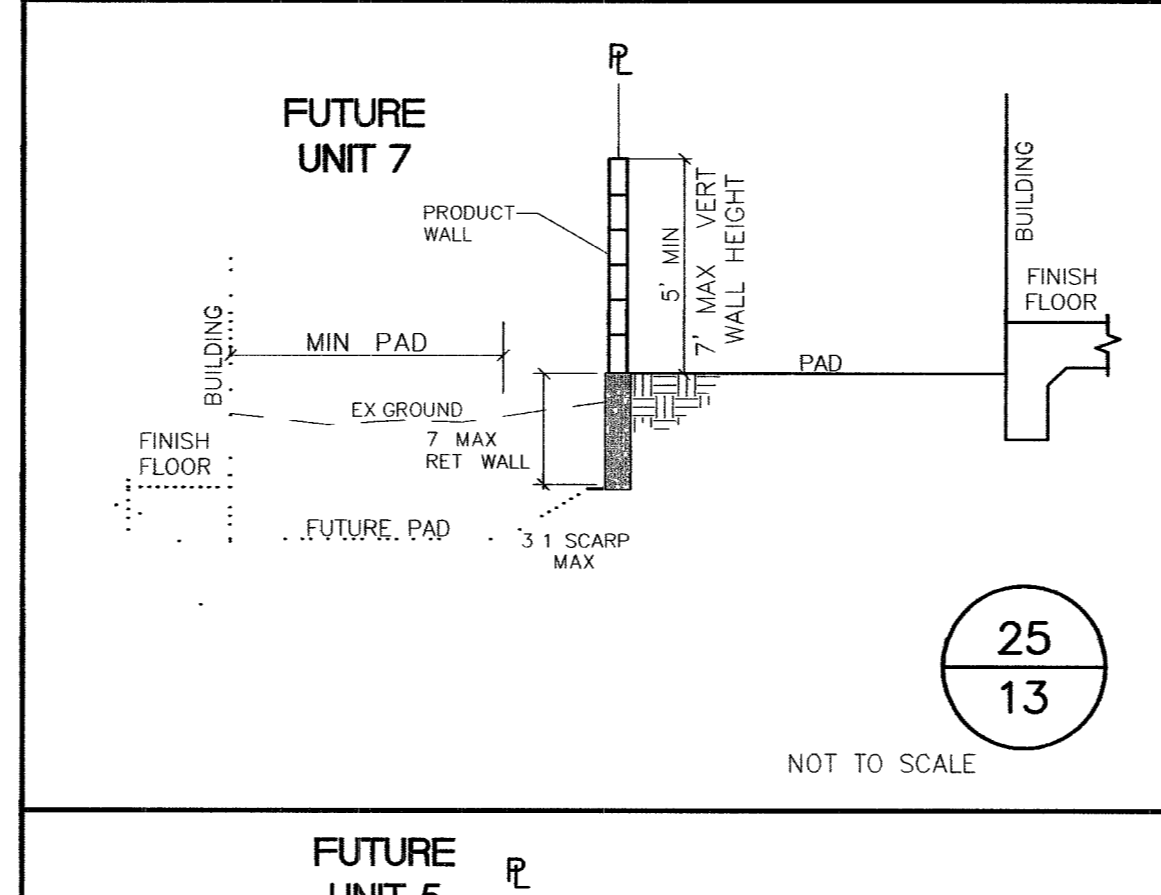 PL
FUTURE
UNIT 7
PRODUCT
WALL
5' MIN
7' MAX VERT
WALL HEIGHT
BUILDING
FINISH
FLOOR
BUILDING
MIN PAD
PAD
EX GROUND
7 MAX
RET WALL
FINISH
FLOOR
FUTURE PAD
3 1 SCARP
MAX
25
13
NOT TO SCALE
FUTURE
UNIT 5
PL